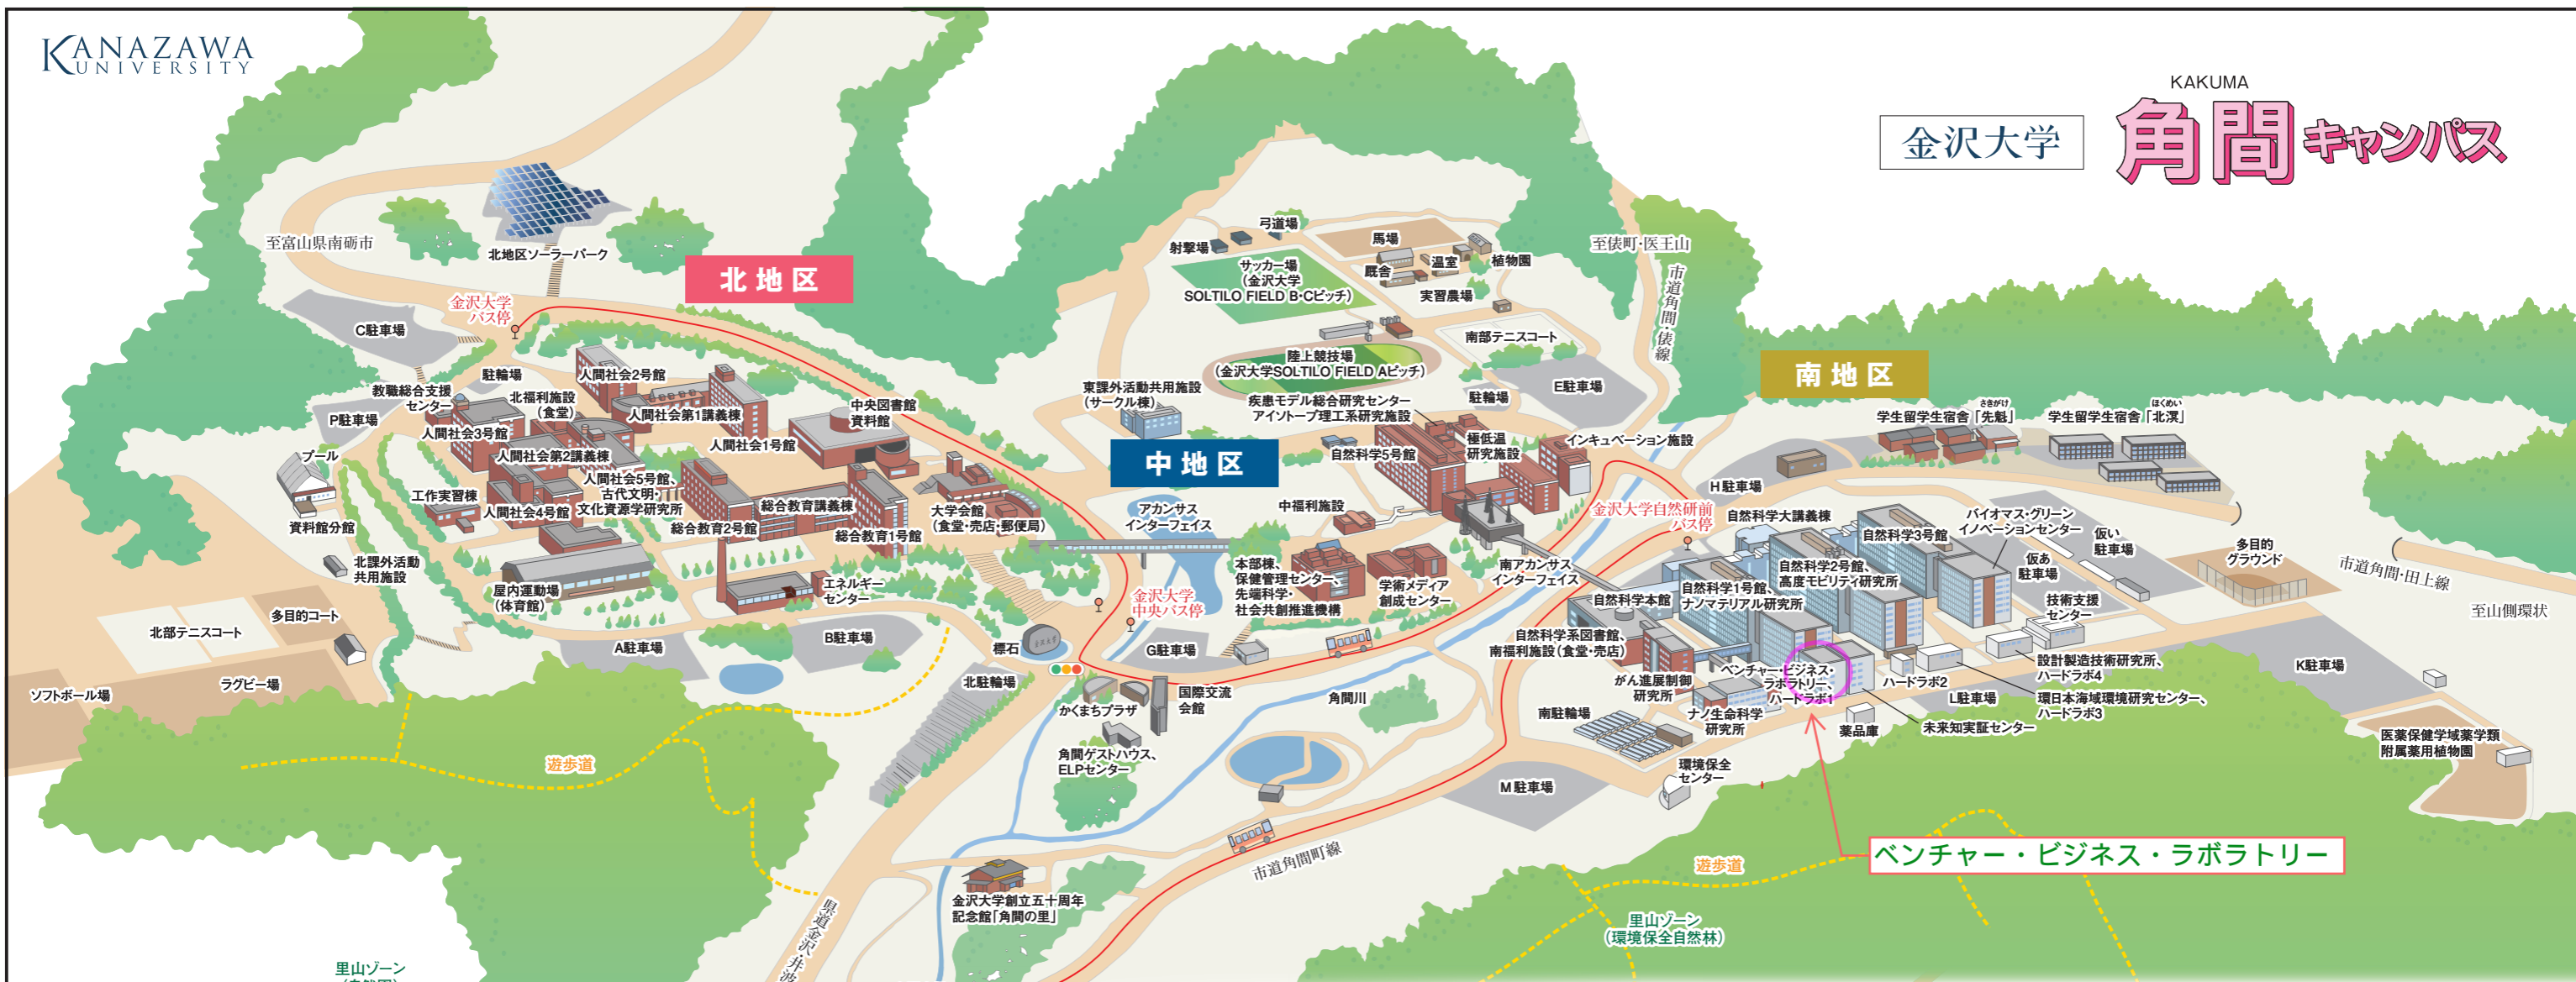 KANAZAWA
UNIVERSITY
KAKUMA
金沢大学
角間キャンパス
至富山県南砺市
北地区ソーラーパーク
北地区
金沢大学
バス停
C駐車場
駐輪場
教職総合支援
センター
P駐車場
北福利施設
(食堂)
人間社会2号館
人間社会第1講義棟
人間社会3号館
人間社会1号館
中央図書館
資料館
人間社会第2講義棟
プール
工作実習棟
人間社会4号館
人間社会5号館、
古代文明・
文化資源学研究所
総合教育2号館
総合教育講義棟
総合教育1号館
大学会館
(食堂・売店・郵便局)
資料館分館
北課外活動
共用施設
屋内運動場
(体育館)
エネルギー
センター
多目的コート
北部テニスコート
ソフトボール場
ラグビー場
A駐車場
B駐車場
標石
北駐輪場
遊歩道
射撃場
弓道場
馬場
サッカー場
(金沢大学
SOLTILO FIELD B・Cピッチ)
厩舎
温室
植物園
実習農場
南部テニスコート
陸上競技場
(金沢大学SOLTILO FIELD Aピッチ)
東課外活動共用施設
(サークル棟)
疾患モデル総合研究センター
アイソトープ理工系研究施設
駐輪場
E駐車場
至俵町・医王山
市道角間・俵線
中地区
自然科学5号館
極低温
研究施設
インキュベーション施設
アカンサス
インターフェイス
中福利施設
本部棟、
保健管理センター、
先端科学・
社会共創推進機構
学術メディア
創成センター
南アカンサス
インターフェイス
金沢大学
中央バス停
G駐車場
かくまちプラザ
国際交流
会館
角間ゲストハウス、
ELPセンター
角間川
金沢大学創立五十周年
記念館「角間の里」
市道角間町線
県道金沢・井波
南地区
さきがけ
学生留学生宿舎「先魁」
ほくめい
学生留学生宿舎「北溟」
H駐車場
金沢大学自然研前
バス停
自然科学大講義棟
自然科学3号館
バイオマス・グリーン
イノベーションセンター
仮い
駐車場
仮あ
駐車場
多目的
グラウンド
市道角間・田上線
至山側環状
自然科学2号館、
高度モビリティ研究所
自然科学1号館、
ナノマテリアル研究所
自然科学本館
技術支援
センター
自然科学系図書館、
南福利施設(食堂・売店)
がん進展制御
研究所
ベンチャー・ビジネス・
ラボラトリー、
ハードラボ1
ハードラボ2
設計製造技術研究所、
ハードラボ4
環日本海域環境研究センター、
ハードラボ3
L駐車場
K駐車場
南駐輪場
ナノ生命科学
研究所
薬品庫
未来知実証センター
環境保全
センター
M駐車場
医薬保健学域薬学類
附属薬用植物園
ベンチャー・ビジネス・ラボラトリー
遊歩道
里山ゾーン
(環境保全自然林)
里山ゾーン